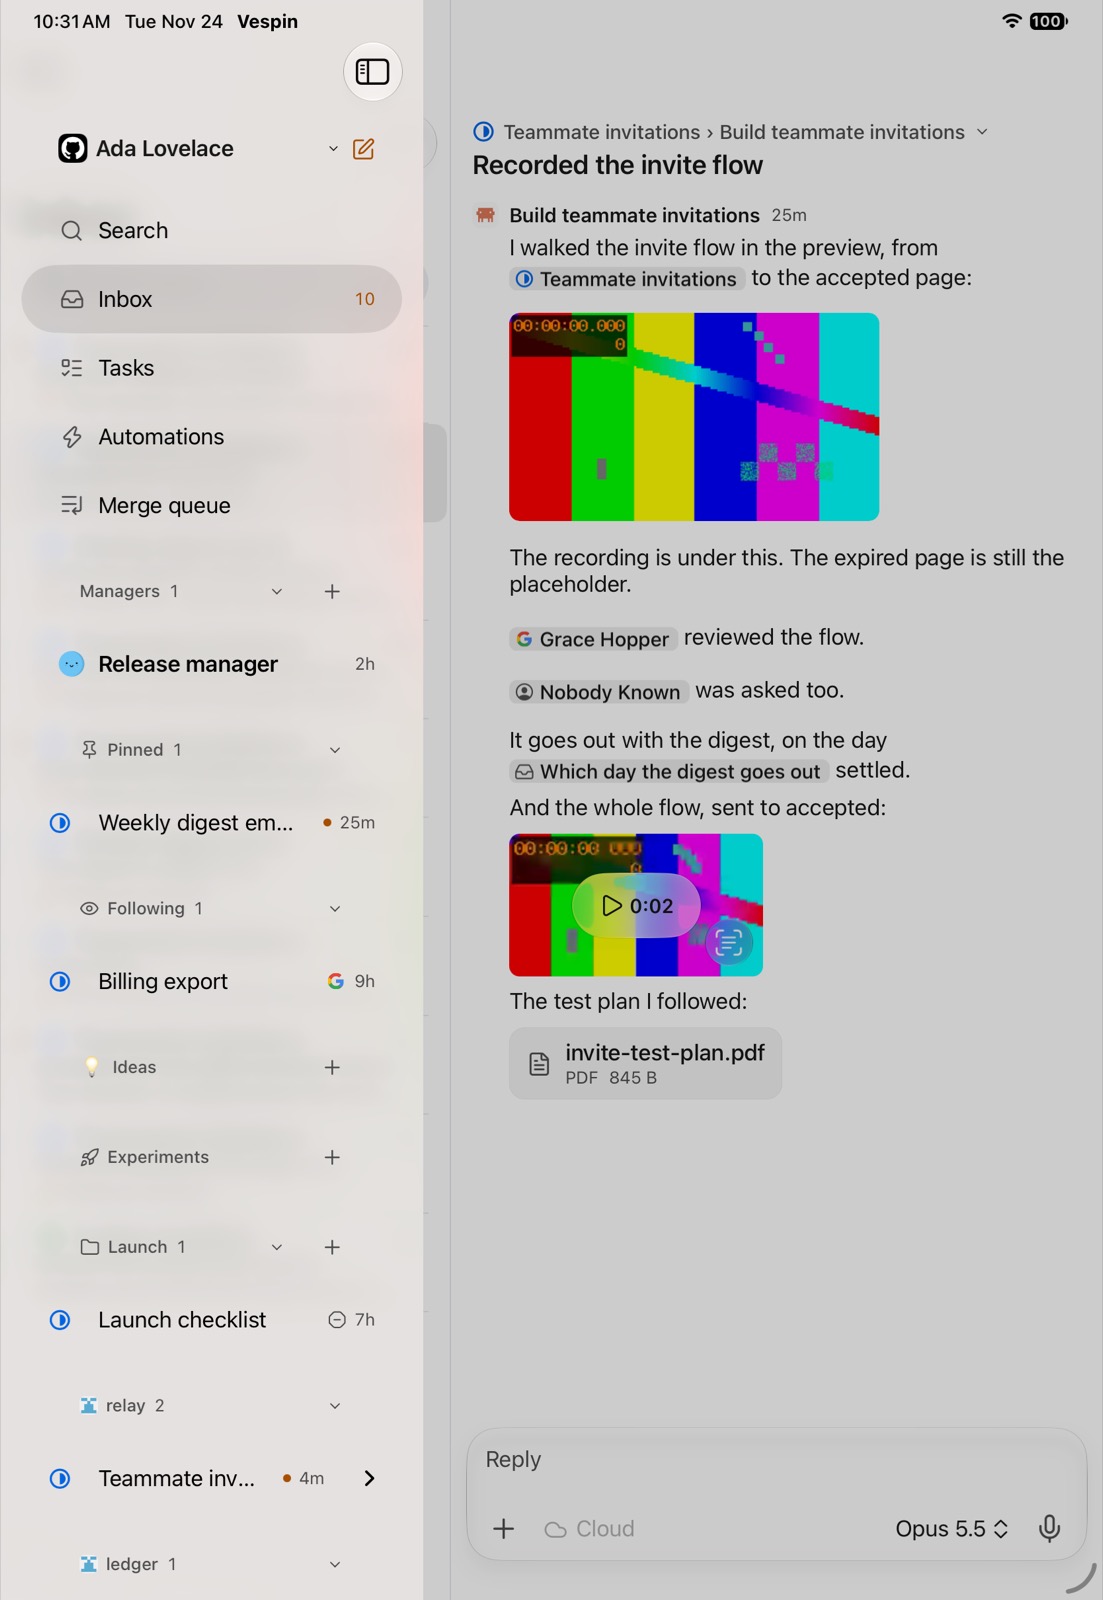 10:31 AM Tue Nov 24 Vespin
100
Ada Lovelace
Search
Inbox 10
Tasks
Automations
Merge queue
Managers 1
Release manager 2h
Pinned 1
Weekly digest em... 25m
Following 1
Billing export 9h
Ideas
Experiments
Launch 1
Launch checklist 7h
relay 2
Teammate inv... 4m
ledger 1
Teammate invitations › Build teammate invitations
Recorded the invite flow
Build teammate invitations 25m
I walked the invite flow in the preview, from
Teammate invitations to the accepted page:
00:00:00.000
0
The recording is under this. The expired page is still the
placeholder.
Grace Hopper reviewed the flow.
Nobody Known was asked too.
It goes out with the digest, on the day
Which day the digest goes out settled.
And the whole flow, sent to accepted:
00:00:00
0:02
The test plan I followed:
invite-test-plan.pdf
PDF 845 B
Reply
Cloud
Opus 5.5